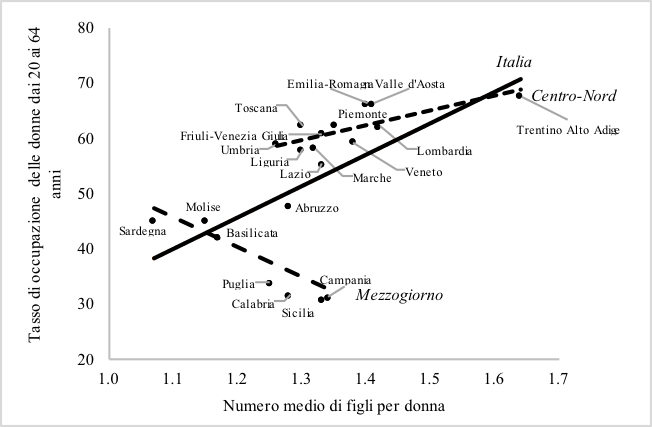 80
70
60
50
40
30
20
Tasso di occupazione delle donne dai 20 ai 64
anni
Italia
Emilia-Romagna Valle d'Aosta
Centro-Nord
Toscana
Piemonte
Trentino Alto Adige
Friuli-Venezia Giulia
Umbria
Lombardia
Liguria
Lazio
Marche
Veneto
Molise
Abruzzo
Sardegna
Basilicata
Puglia
Campania
Mezzogiorno
Calabria
Sicilia
1.0 1.1 1.2 1.3 1.4 1.5 1.6 1.7
Numero medio di figli per donna